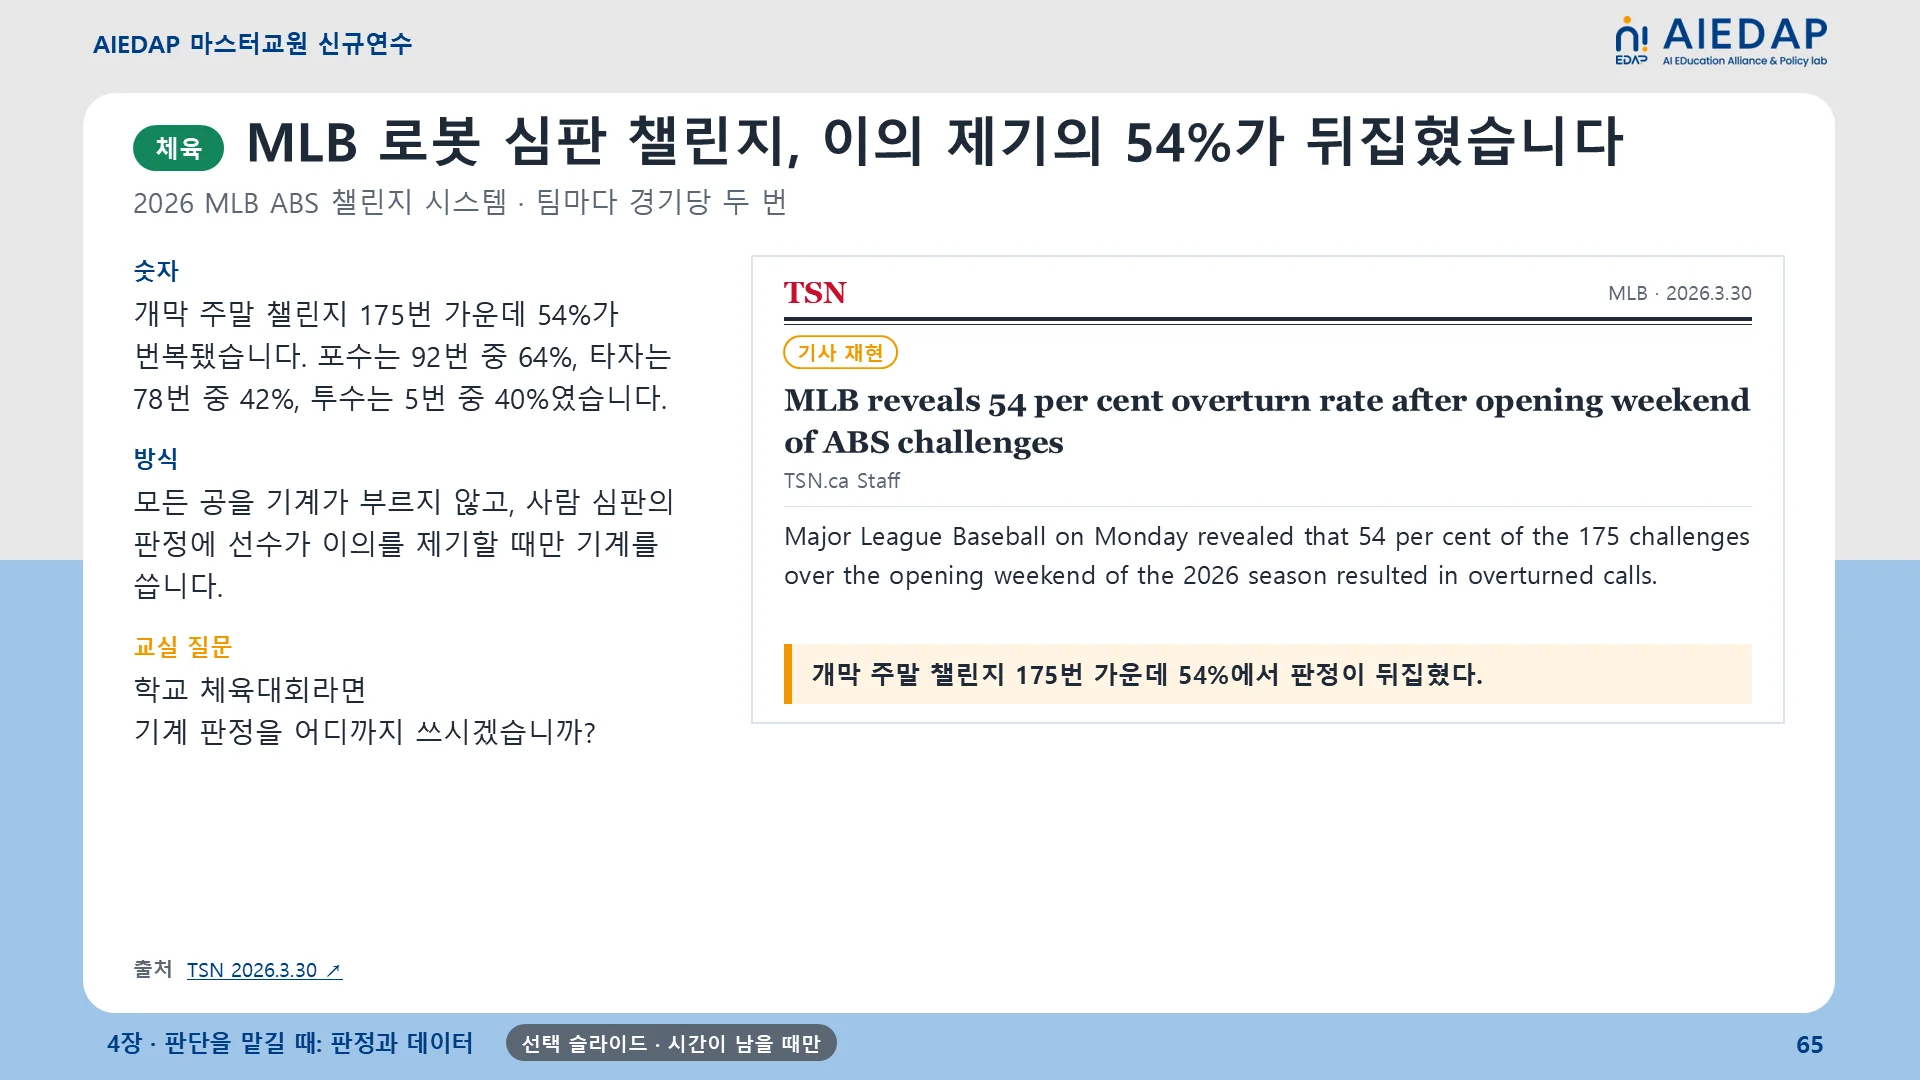 AIEDAP 마스터교원 신규연수
AIEDAP
EDAP
AI EDucation Alliance & Policy lab
체육
MLB 로봇 심판 챌린지, 이의 제기의 54%가 뒤집혔습니다
2026 MLB ABS 챌린지 시스템 · 팀마다 경기당 두 번
숫자
개막 주말 챌린지 175번 가운데 54%가
번복됐습니다. 포수는 92번 중 64%, 타자는
78번 중 42%, 투수는 5번 중 40%였습니다.
방식
모든 공을 기계가 부르지 않고, 사람 심판의
판정에 선수가 이의를 제기할 때만 기계를
씁니다.
교실 질문
학교 체육대회라면
기계 판정을 어디까지 쓰시겠습니까?
TSN
MLB · 2026.3.30
기사 재현
MLB reveals 54 per cent overturn rate after opening weekend
of ABS challenges
TSN.ca Staff
Major League Baseball on Monday revealed that 54 per cent of the 175 challenges
over the opening weekend of the 2026 season resulted in overturned calls.
개막 주말 챌린지 175번 가운데 54%에서 판정이 뒤집혔다.
출처 TSN 2026.3.30 ↗
4장 · 판단을 맡길 때: 판정과 데이터
선택 슬라이드 · 시간이 남을 때만
65